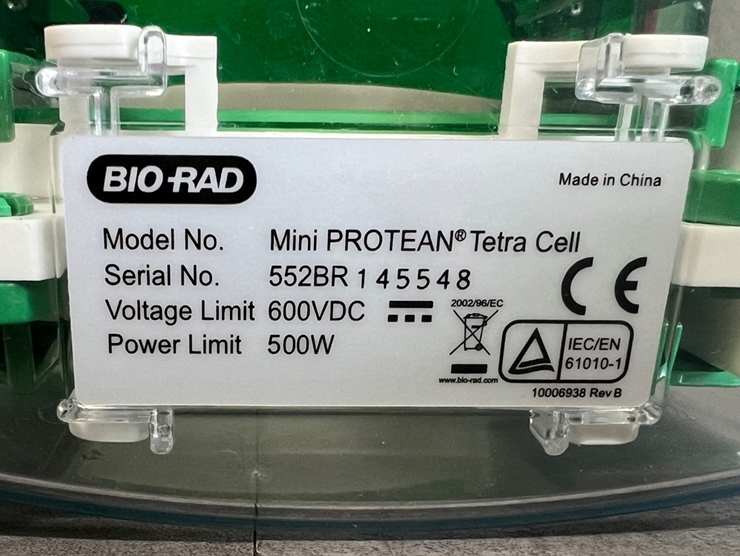 BIO-RAD
Made in China
Model No. Mini PROTEAN® Tetra Cell
Serial No. 552BR 145548
Voltage Limit 600VDC
Power Limit 500W
2002/96/EC
www.bio-rad.com
IEC/EN
61010-1
10006938 Rev B